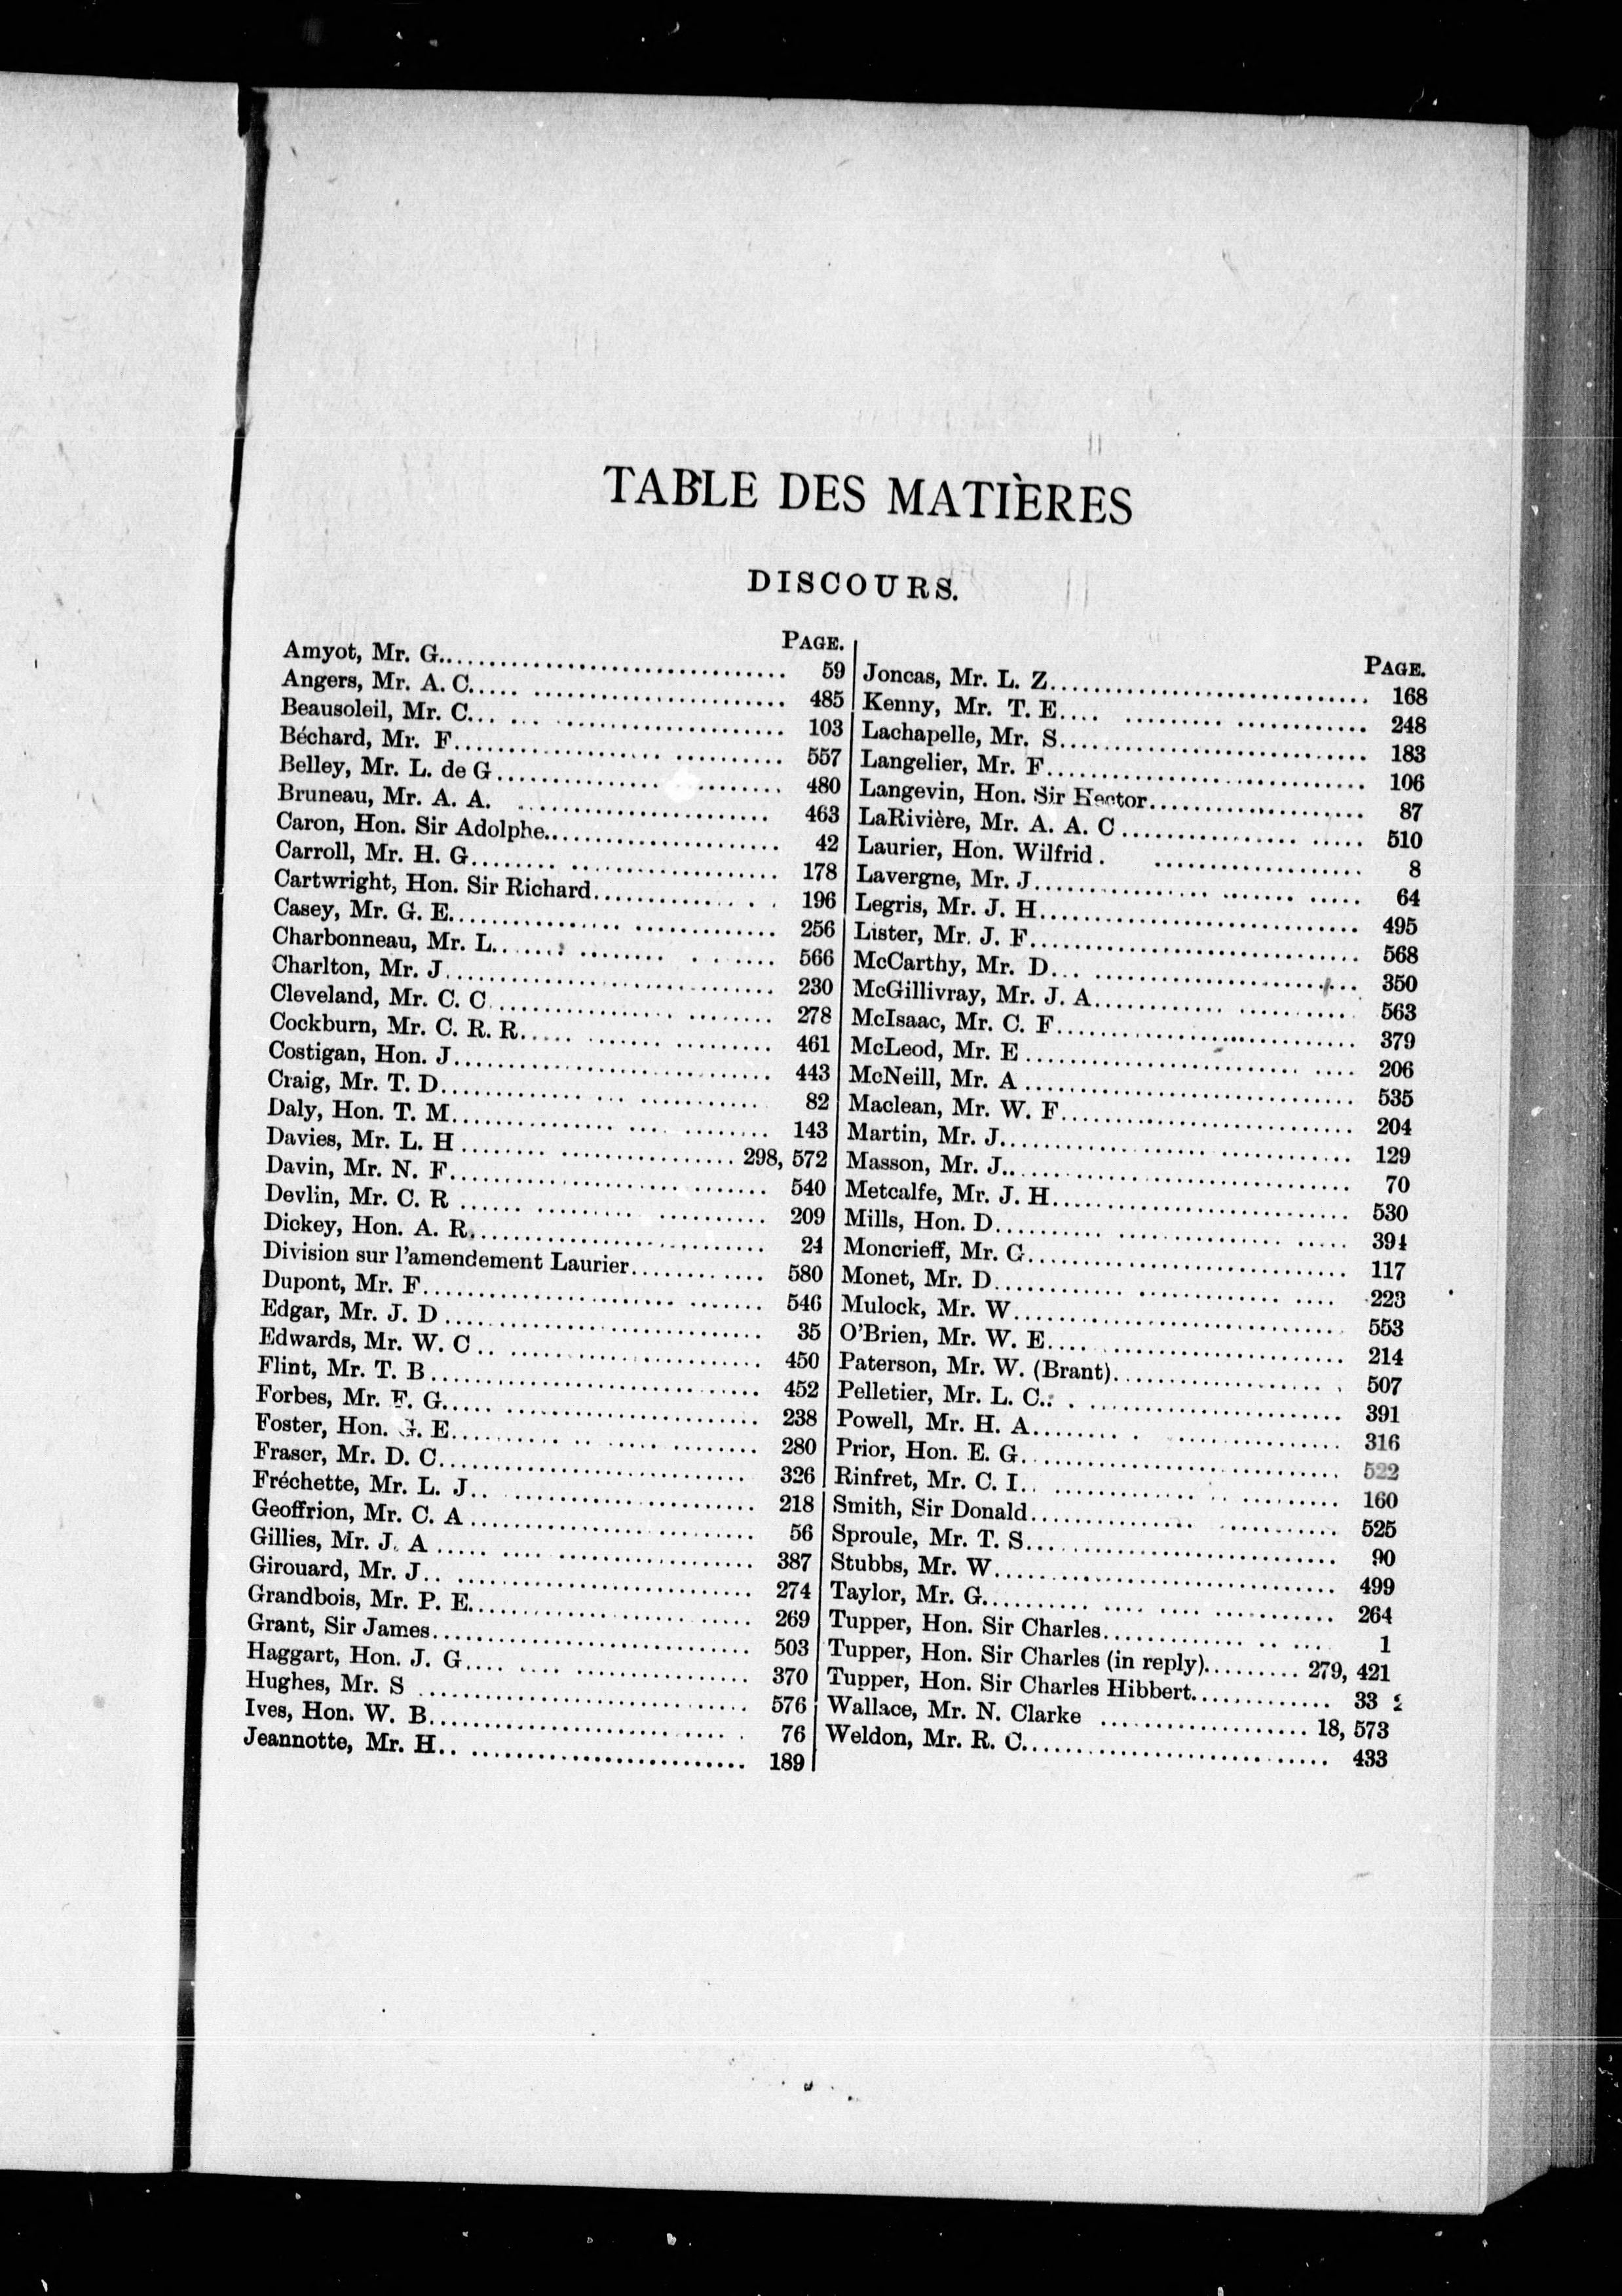 TABLE DES MATIÈRES
DISCOURS.
PAGE.
Amyot, Mr. G. 59
Angers, Mr. A. C. 485
Beausoleil, Mr. C. 103
Béchard, Mr. F. 557
Belley, Mr. L. de G. 480
Bruneau, Mr. A. A. 463
Caron, Hon. Sir Adolphe. 42
Carroll, Mr. H. G. 178
Cartwright, Hon. Sir Richard. 196
Casey, Mr. G. E. 256
Charbonneau, Mr. L. 566
Charlton, Mr. J. 230
Cleveland, Mr. C. C. 278
Cockburn, Mr. C. R. R. 461
Costigan, Hon. J. 443
Craig, Mr. T. D. 82
Daly, Hon. T. M. 143
Davies, Mr. L. H. 298, 572
Davin, Mr. N. F. 540
Devlin, Mr. C. R. 209
Dickey, Hon. A. R. 24
Division sur l'amendement Laurier. 580
Dupont, Mr. F. 546
Edgar, Mr. J. D. 35
Edwards, Mr. W. C. 450
Flint, Mr. T. B. 452
Forbes, Mr. F. G. 238
Foster, Hon. G. E. 280
Fraser, Mr. D. C. 326
Fréchette, Mr. L. J. 218
Geoffrion, Mr. C. A. 56
Gillies, Mr. J. A. 387
Girouard, Mr. J. 274
Grandbois, Mr. P. E. 269
Grant, Sir James. 503
Haggart, Hon. J. G. 370
Hughes, Mr. S. 576
Ives, Hon. W. B. 76
Jeannotte, Mr. H. 189
PAGE.
Joncas, Mr. L. Z. 168
Kenny, Mr. T. E. 248
Lachapelle, Mr. S. 183
Langelier, Mr. F. 106
Langevin, Hon. Sir Hector. 87
LaRivière, Mr. A. A. C. 510
Laurier, Hon. Wilfrid. 8
Lavergne, Mr. J. 64
Legris, Mr. J. H. 495
Lister, Mr. J. F. 568
McCarthy, Mr. D. 350
McGillivray, Mr. J. A. 563
McIsaac, Mr. C. F. 379
McLeod, Mr. E. 206
McNeill, Mr. A. 535
Maclean, Mr. W. F. 204
Martin, Mr. J. 129
Masson, Mr. J. 70
Metcalfe, Mr. J. H. 530
Mills, Hon. D. 394
Moncrieff, Mr. G. 117
Monet, Mr. D. 223
Mulock, Mr. W. 553
O'Brien, Mr. W. E. 214
Paterson, Mr. W. (Brant). 507
Pelletier, Mr. L. C. 391
Powell, Mr. H. A. 316
Prior, Hon. E. G. 522
Rinfret, Mr. C. I. 160
Smith, Sir Donald. 525
Sproule, Mr. T. S. 90
Stubbs, Mr. W. 499
Taylor, Mr. G. 264
Tupper, Hon. Sir Charles. 1
Tupper, Hon. Sir Charles (in reply). 279, 421
Tupper, Hon. Sir Charles Hibbert. 33
Wallace, Mr. N. Clarke 18, 573
Weldon, Mr. R. C. 433